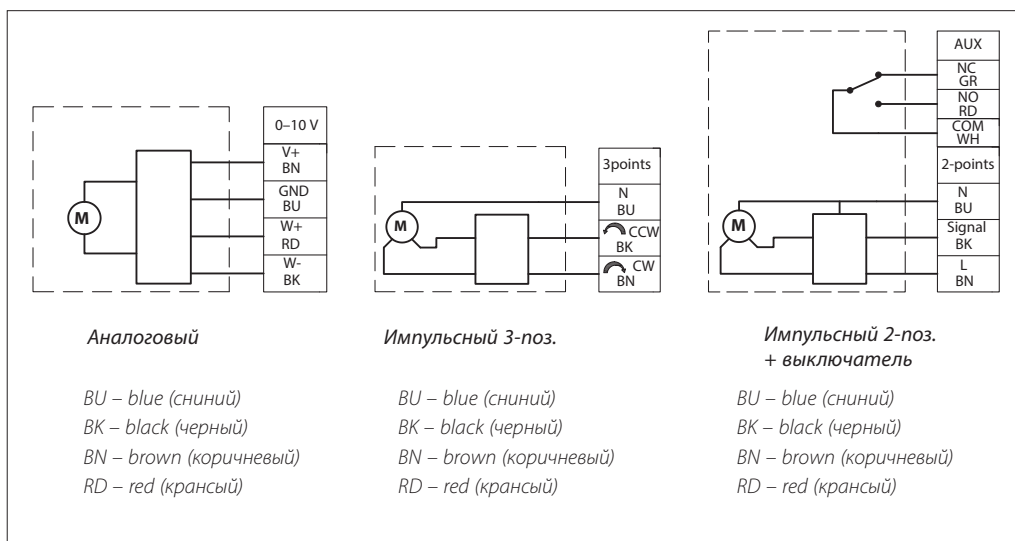 0–10 V
V+
BN
GND
BU
W+
RD
W-
BK
M
Аналоговый
BU – blue (сниний)
BK – black (черный)
BN – brown (коричневый)
RD – red (крансый)
3points
N
BU
CCW
BK
CW
BN
M
Импульсный 3-поз.
BU – blue (сниний)
BK – black (черный)
BN – brown (коричневый)
RD – red (крансый)
AUX
NC
GR
NO
RD
COM
WH
2-points
N
BU
Signal
BK
L
BN
M
Импульсный 2-поз.
+ выключатель
BU – blue (сниний)
BK – black (черный)
BN – brown (коричневый)
RD – red (крансый)